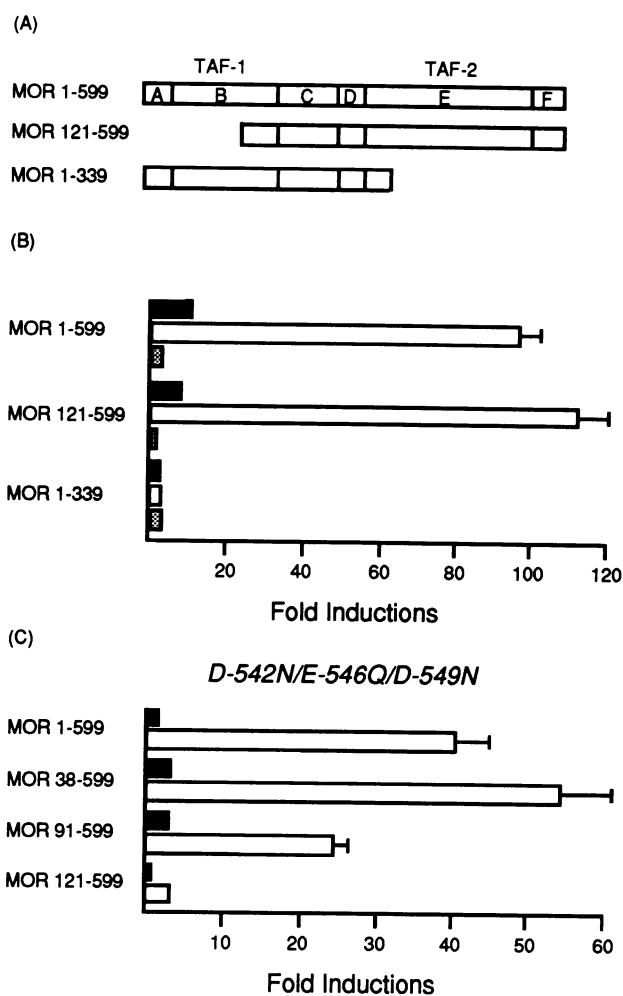 (A)
TAF-1 TAF-2
MOR 1-599 A B C D E F
MOR 121-599
MOR 1-339
(B)
MOR 1-599
MOR 121-599
MOR 1-339
20 40 60 80 100 120
Fold Inductions
(C)
D-542N/E-546Q/D-549N
MOR 1-599
MOR 38-599
MOR 91-599
MOR 121-599
10 20 30 40 50 60
Fold Inductions